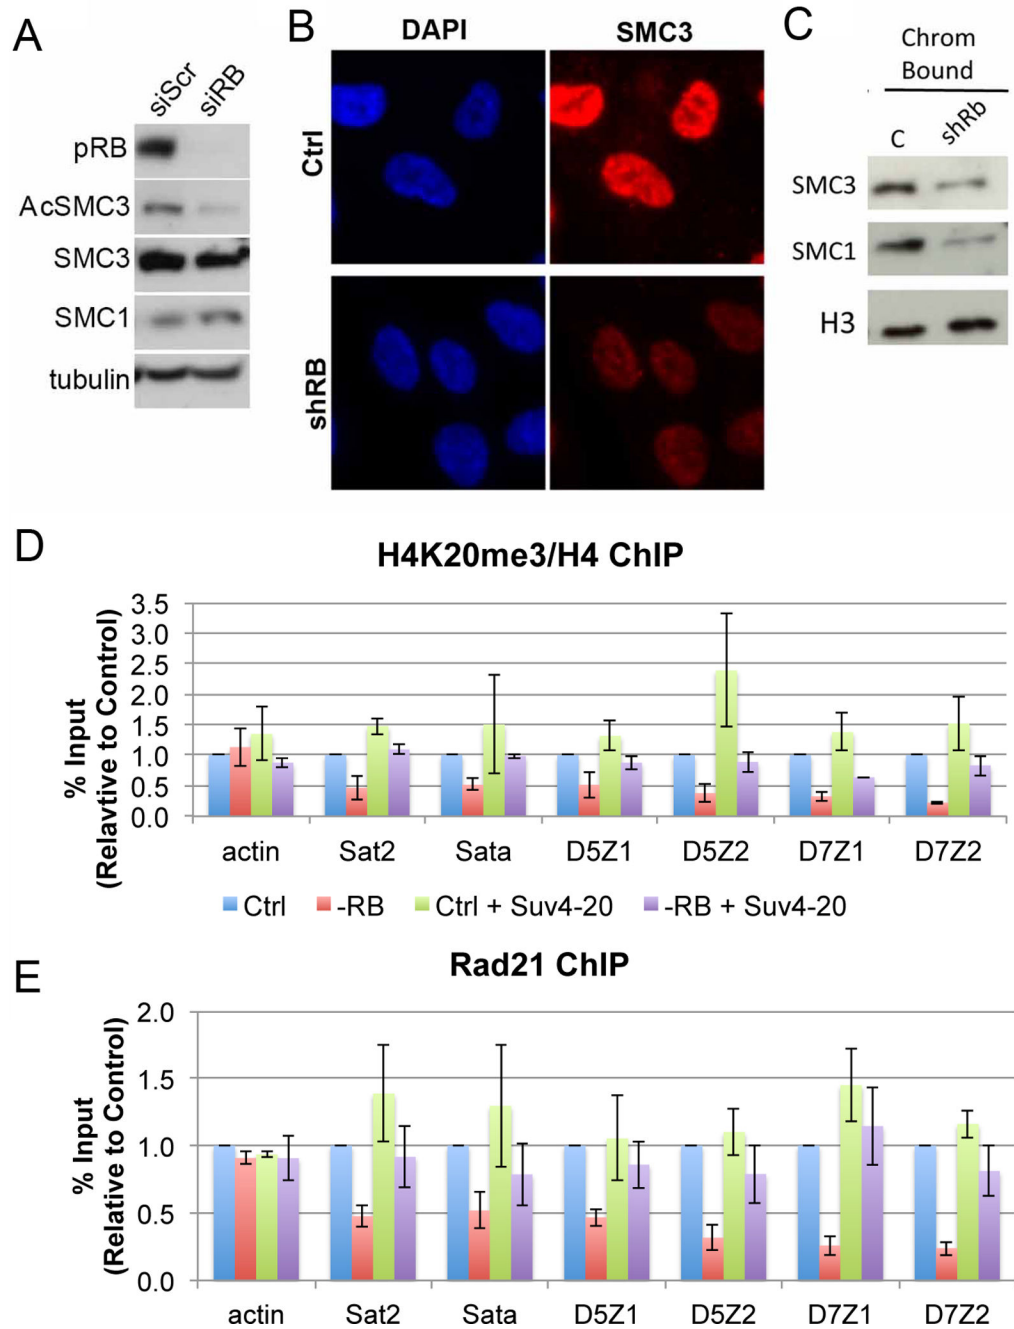 A
siScr siRB
pRB
AcSMC3
SMC3
SMC1
tubulin
B
DAPI SMC3
Ctrl
shRB
C
Chrom
Bound
C shRb
SMC3
SMC1
H3
D
H4K20me3/H4 ChIP
% Input
(Relavtive to Control)
3.5
3.0
2.5
2.0
1.5
1.0
0.5
0.0
actin Sat2 Sata D5Z1 D5Z2 D7Z1 D7Z2
Ctrl -RB Ctrl + Suv4-20 -RB + Suv4-20
E
Rad21 ChIP
% Input
(Relative to Control)
2.0
1.5
1.0
0.5
0.0
actin Sat2 Sata D5Z1 D5Z2 D7Z1 D7Z2